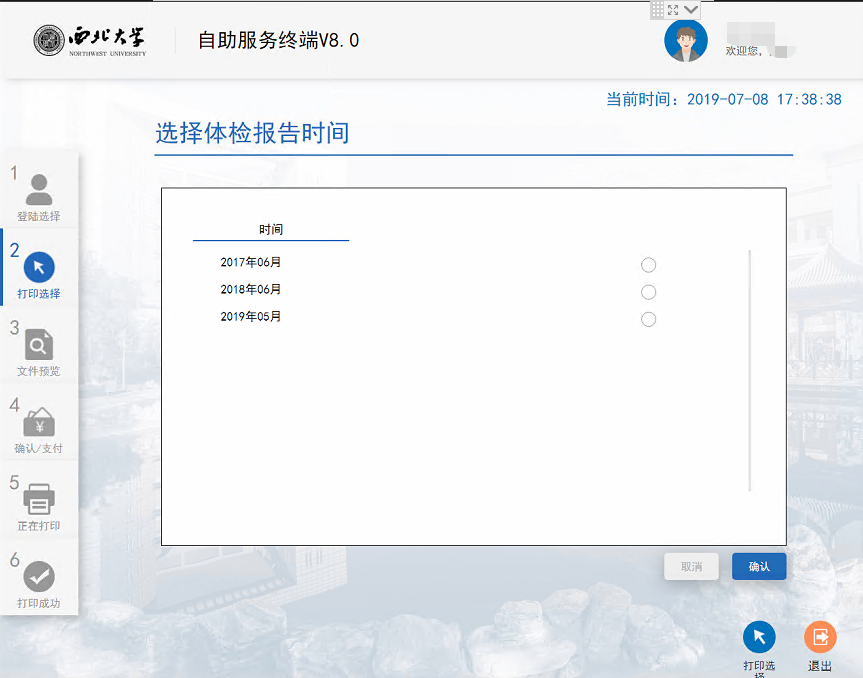 西北大学
NORTHWEST UNIVERSITY
自助服务终端V8.0
欢迎您，
当前时间：2019-07-08 17:38:38
选择体检报告时间
1
登陆选择
2
打印选择
3
文件预览
4
¥
确认/支付
5
正在打印
6
打印成功
时间
2017年06月
2018年06月
2019年05月
取消
确认
打印选
择
退出